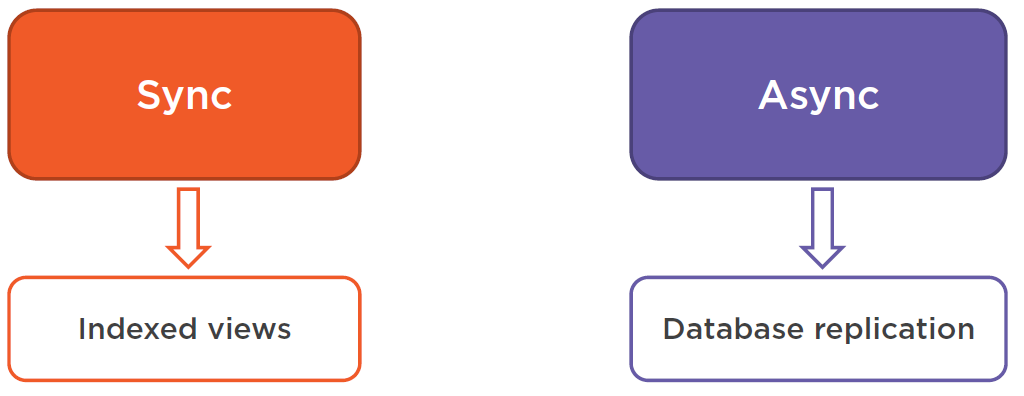 Sync
Async
Indexed views
Database replication